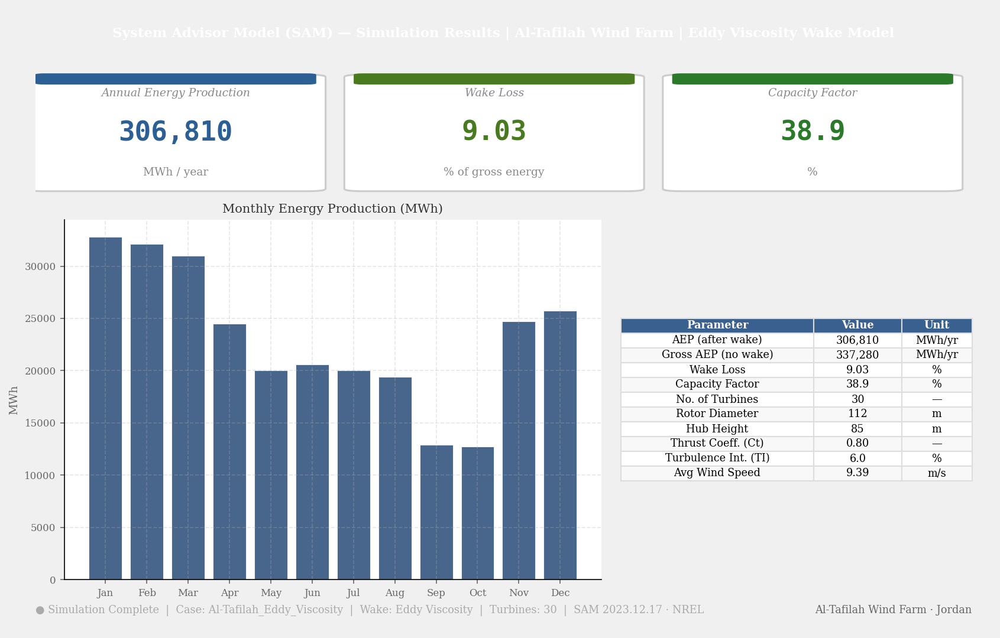 System Advisor Model (SAM) — Simulation Results | Al-Tafilah Wind Farm | Eddy Viscosity Wake Model
Annual Energy Production
306,810
MWh / year
Wake Loss
9.03
% of gross energy
Capacity Factor
38.9
%
Monthly Energy Production (MWh)
MWh
30000
25000
20000
15000
10000
5000
0
Jan Feb Mar Apr May Jun Jul Aug Sep Oct Nov Dec
Parameter Value Unit
AEP (after wake) 306,810 MWh/yr
Gross AEP (no wake) 337,280 MWh/yr
Wake Loss 9.03 %
Capacity Factor 38.9 %
No. of Turbines 30 —
Rotor Diameter 112 m
Hub Height 85 m
Thrust Coeff. (Ct) 0.80 —
Turbulence Int. (TI) 6.0 %
Avg Wind Speed 9.39 m/s
● Simulation Complete | Case: Al-Tafilah_Eddy_Viscosity | Wake: Eddy Viscosity | Turbines: 30 | SAM 2023.12.17 · NREL
Al-Tafilah Wind Farm · Jordan